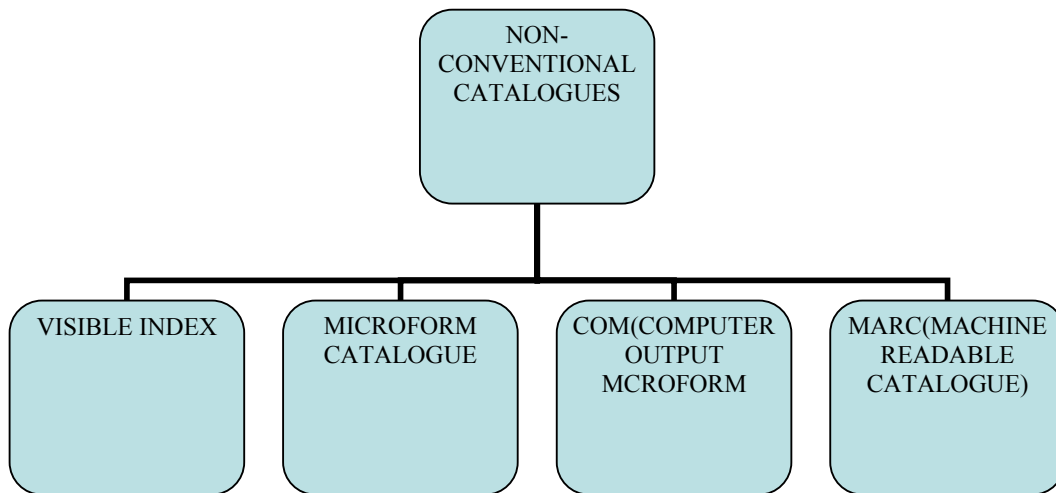 NON-
CONVENTIONAL
CATALOGUES
VISIBLE INDEX
MICROFORM
CATALOGUE
COM(COMPUTER
OUTPUT
MCROFORM
MARC(MACHINE
READABLE
CATALOGUE)